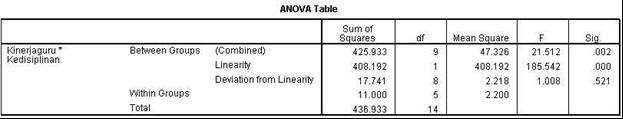 ANOVA Table
Sum of Squares df Mean Square F Sig.
Kinerjaguru * Kedisiplinan Between Groups (Combined) 425.933 9 47.326 21.512 .002
Linearity 408.192 1 408.192 185.542 .000
Deviation from Linearity 17.741 8 2.218 1.008 .521
Within Groups 11.000 5 2.200
Total 436.933 14